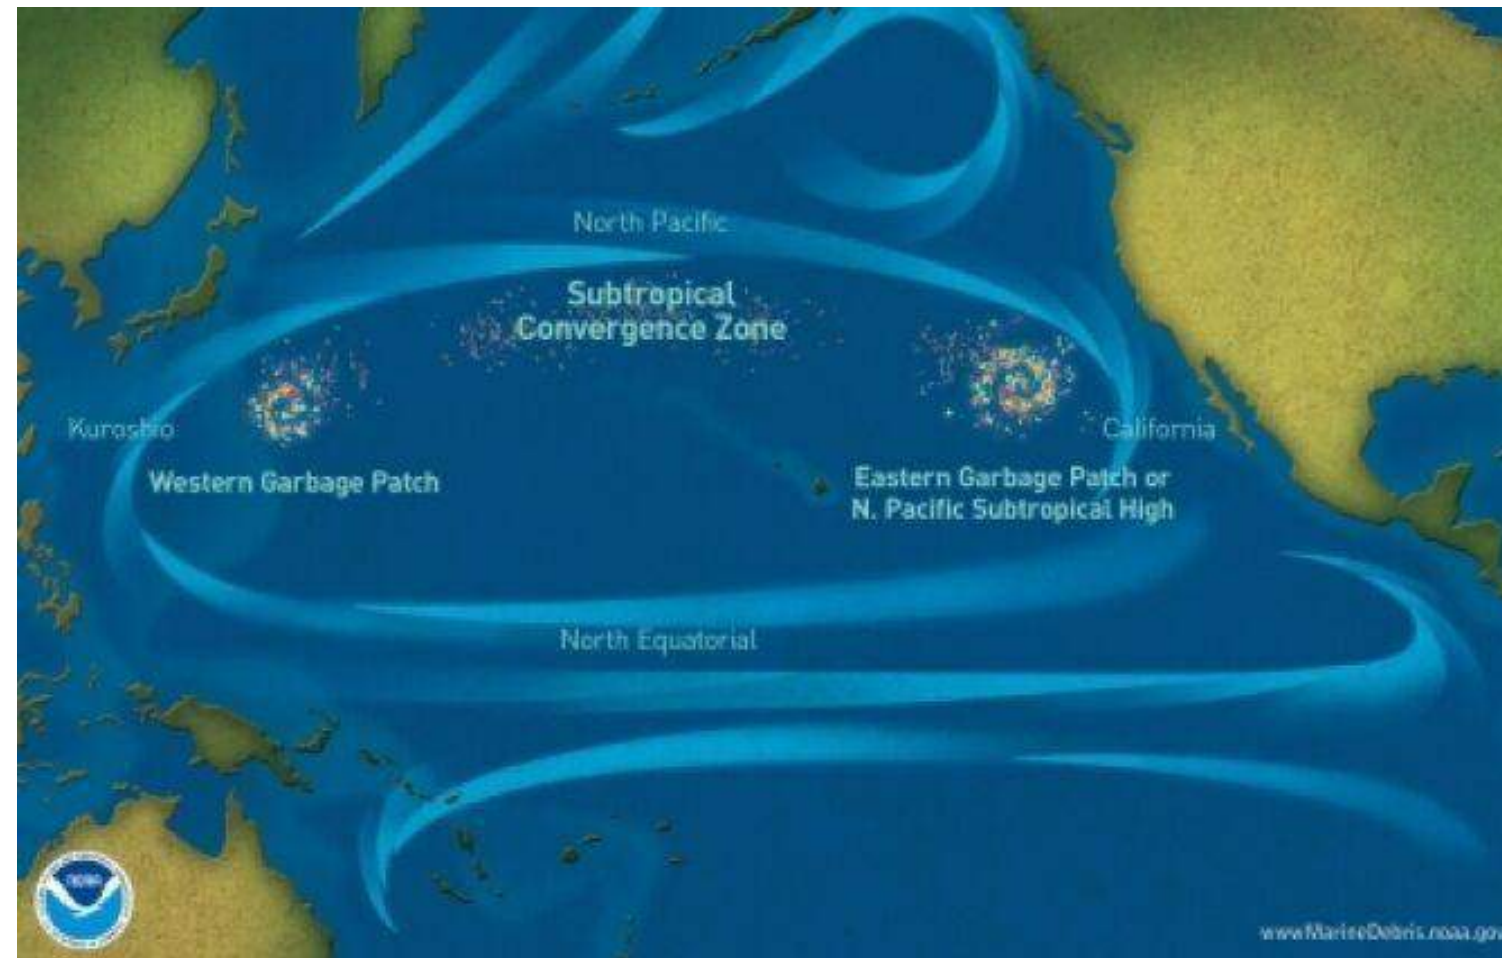 North Pacific
Subtropical
Convergence Zone
Kuroshio
California
Western Garbage Patch
Eastern Garbage Patch or
N. Pacific Subtropical High
North Equatorial
NOAA
www.MarineDebris.noaa.gov